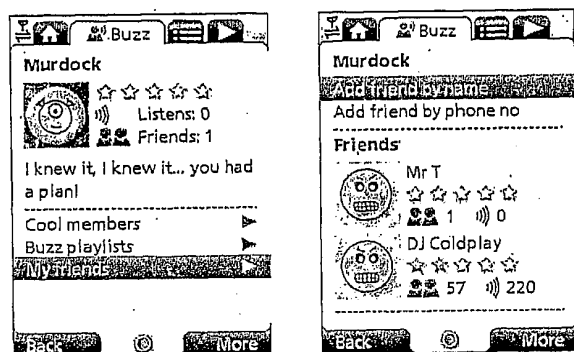 Buzz
Murdock
Listens: 0
Friends: 1
I knew it, I knew it... you had
a plan!
Cool members
Buzz playlists
My friends
Back
More
Buzz
Murdock
Add friend by name
Add friend by phone no
Friends
Mr T
1 0
DJ Coldplay
57 220
Back
More